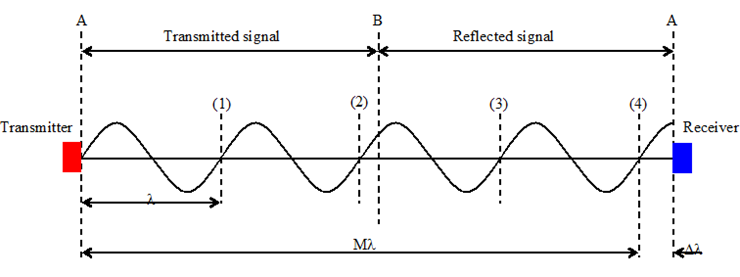 A B A
Transmitted signal Reflected signal
(1) (2) (3) (4)
Transmitter Receiver
λ
Mλ Δλ